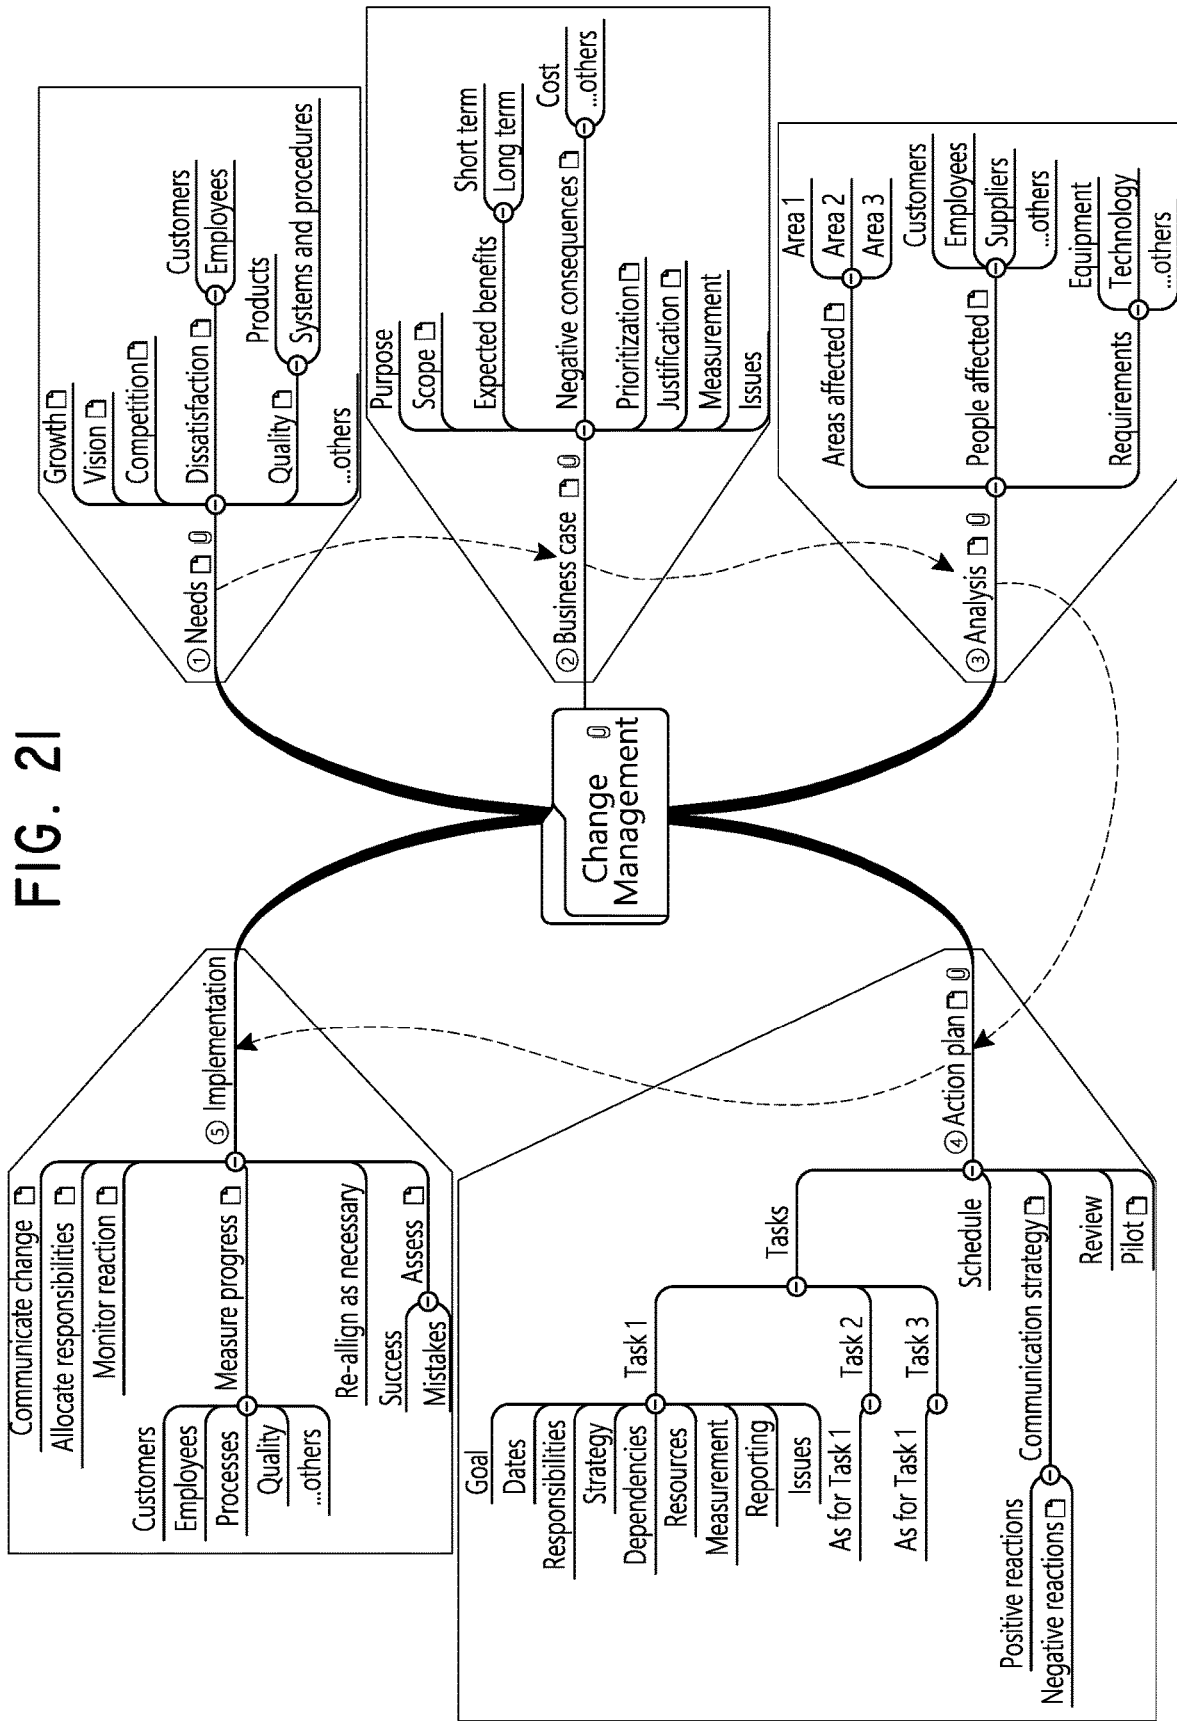 FIG. 21
Change
Management
① Needs
Growth
Vision
Competition
Dissatisfaction
Customers
Employees
Quality
Products
Systems and procedures
...others
② Business case
Purpose
Scope
Expected benefits
Short term
Long term
Negative consequences
Cost
...others
Prioritization
Justification
Measurement
Issues
③ Analysis
Areas affected
Area 1
Area 2
Area 3
People affected
Customers
Employees
Suppliers
...others
Requirements
Equipment
Technology
...others
④ Action plan
Tasks
Task 1
Goal
Dates
Responsibilities
Strategy
Dependencies
Resources
Measurement
Reporting
Issues
Task 2
As for Task 1
Task 3
As for Task 1
Schedule
Communication strategy
Positive reactions
Negative reactions
Review
Pilot
⑤ Implementation
Communicate change
Allocate responsibilities
Monitor reaction
Measure progress
Customers
Employees
Processes
Quality
...others
Re-allign as necessary
Assess
Success
Mistakes